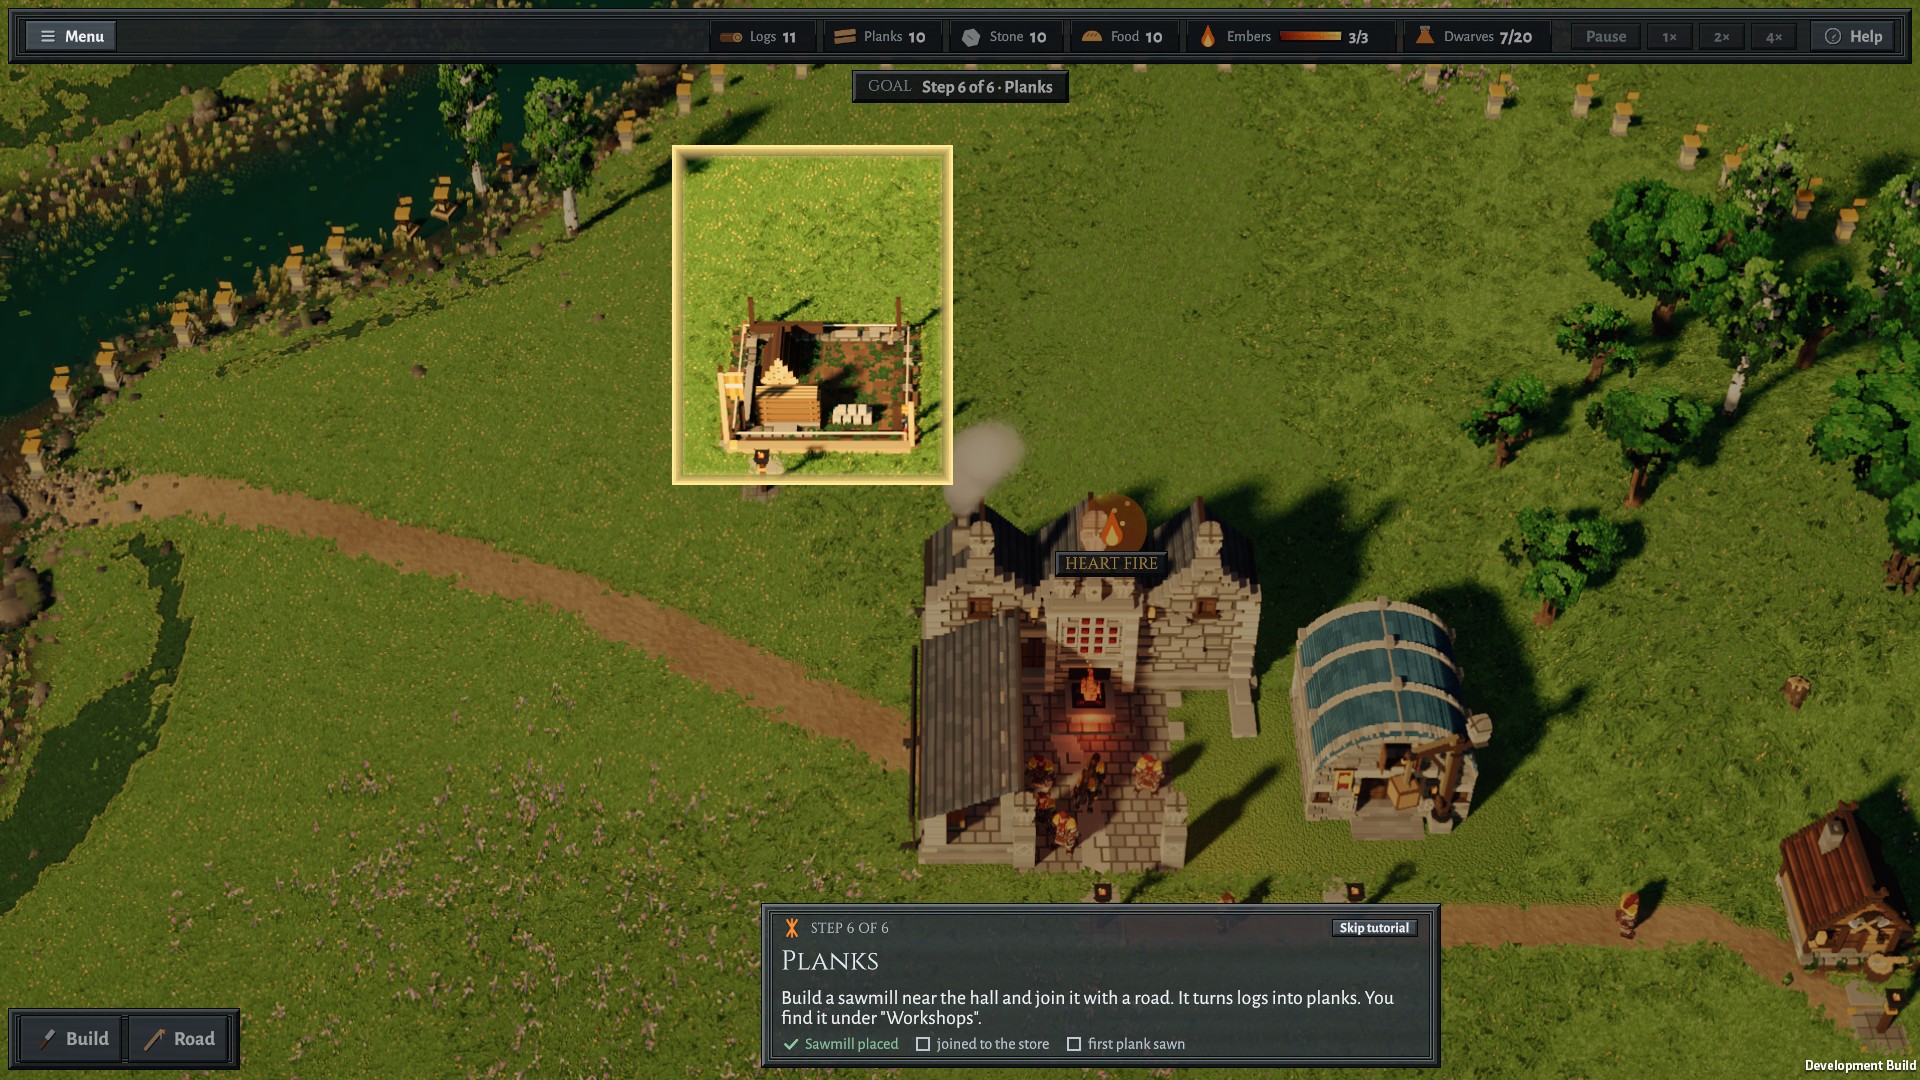 Menu
Logs 11
Planks 10
Stone 10
Food 10
Embers 3/3
Dwarves 7/20
Pause
1×
2×
4×
Help
GOAL Step 6 of 6 · Planks
HEART FIRE
STEP 6 OF 6
Skip tutorial
PLANKS
Build a sawmill near the hall and join it with a road. It turns logs into planks. You
find it under "Workshops".
Sawmill placed
joined to the store
first plank sawn
Build
Road
Development Build